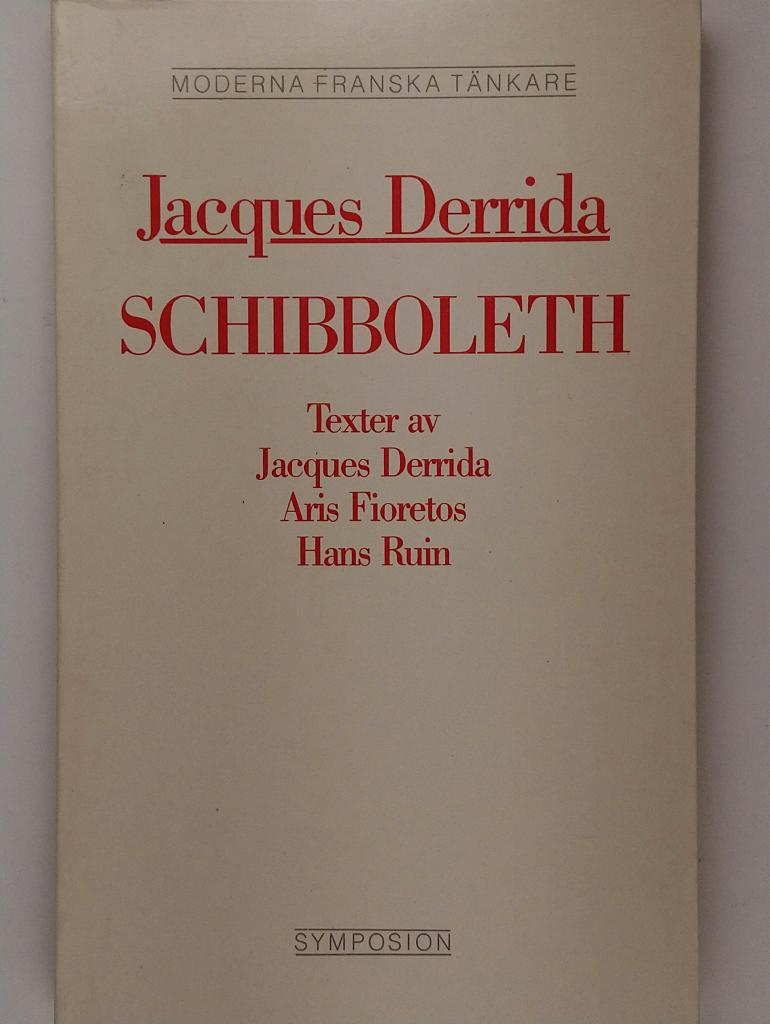 MODERNA FRANSKA TÄNKARE
Jacques Derrida
SCHIBBOLETH
Texter av
Jacques Derrida
Aris Fioretos
Hans Ruin
SYMPOSION